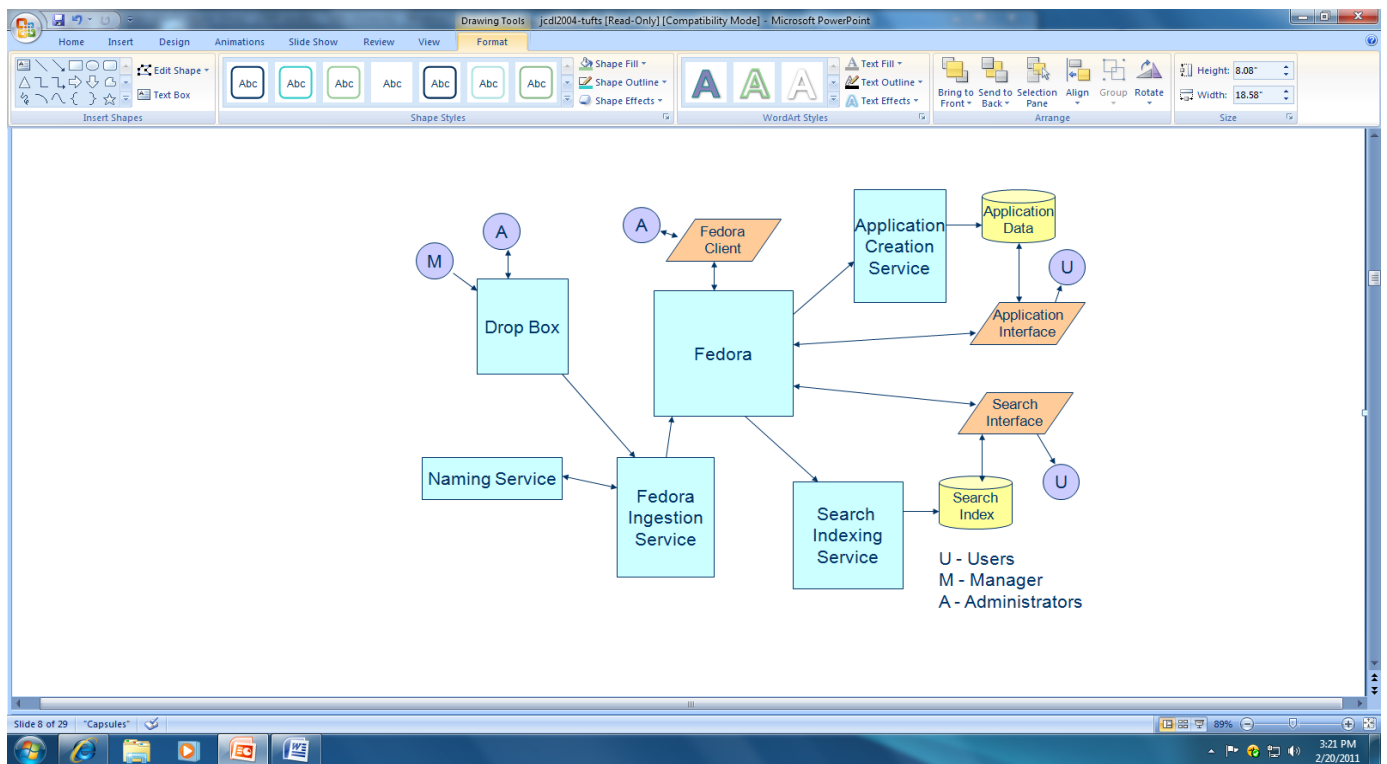 Drawing Tools
jcdl2004-tufts [Read-Only] [Compatibility Mode] - Microsoft PowerPoint
Home Insert Design Animations Slide Show Review View Format
Edit Shape
Text Box
Insert Shapes
Abc Abc Abc Abc Abc Abc Abc
Shape Fill
Shape Outline
Shape Effects
Shape Styles
A A A
Text Fill
Text Outline
Text Effects
WordArt Styles
Bring to Front
Send to Back
Selection Pane
Align
Group
Rotate
Arrange
Height: 8.08"
Width: 18.58"
Size
A
M
Drop Box
A
Fedora
Client
Application
Creation
Service
Application
Data
U
Application
Interface
Fedora
Search
Interface
U
Naming Service
Fedora
Ingestion
Service
Search
Indexing
Service
Search
Index
U - Users
M - Manager
A - Administrators
Slide 8 of 29 "Capsules" 89%
3:21 PM
2/20/2011